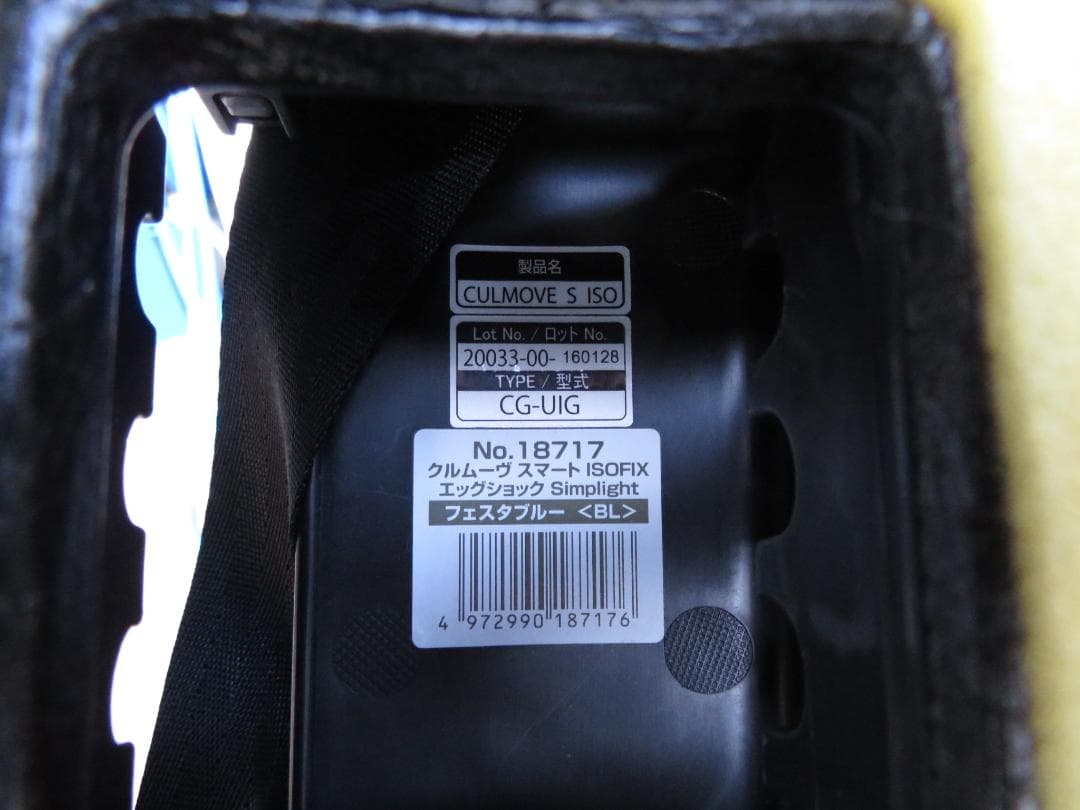 製品名
CULMOVE S ISO
Lot No. / ロット No.
20033-00- 160128
TYPE / 型式
CG-UIG
No.18717
クルムーヴ スマート ISOFIX
エッグショック Simplight
フェスタブルー <BL>
4 972990 187176